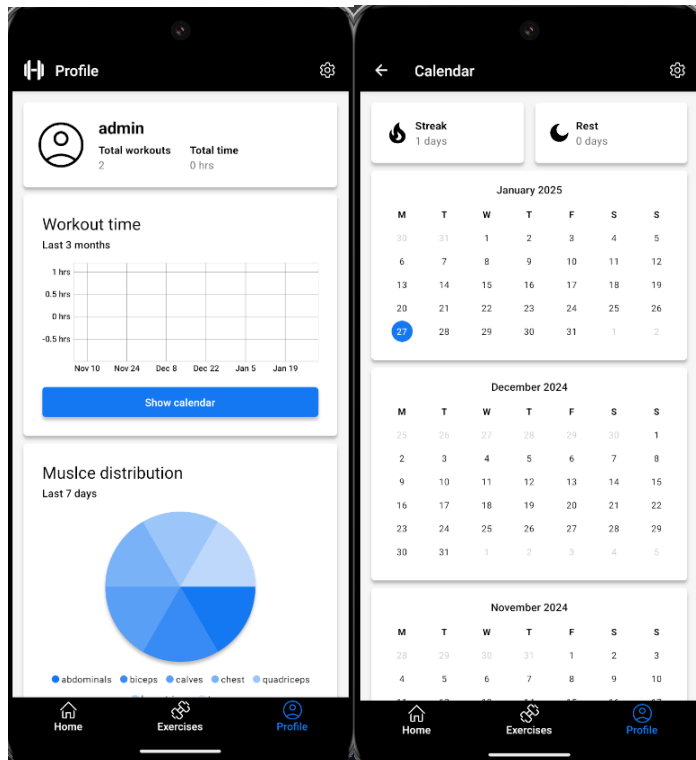 Profile
admin
Total workouts Total time
2 0 hrs
Workout time
Last 3 months
1 hrs
0.5 hrs
0 hrs
-0.5 hrs
Nov 10 Nov 24 Dec 8 Dec 22 Jan 5 Jan 19
Show calendar
Muslce distribution
Last 7 days
abdominals biceps calves chest quadriceps
Home Exercises Profile
Calendar
Streak
1 days
Rest
0 days
January 2025
M T W T F S S
30 31 1 2 3 4 5
6 7 8 9 10 11 12
13 14 15 16 17 18 19
20 21 22 23 24 25 26
27 28 29 30 31 1 2
December 2024
M T W T F S S
25 26 27 28 29 30 1
2 3 4 5 6 7 8
9 10 11 12 13 14 15
16 17 18 19 20 21 22
23 24 25 26 27 28 29
30 31 1 2 3 4 5
November 2024
M T W T F S S
28 29 30 31 1 2 3
4 5 6 7 8 9 10
Home Exercises Profile